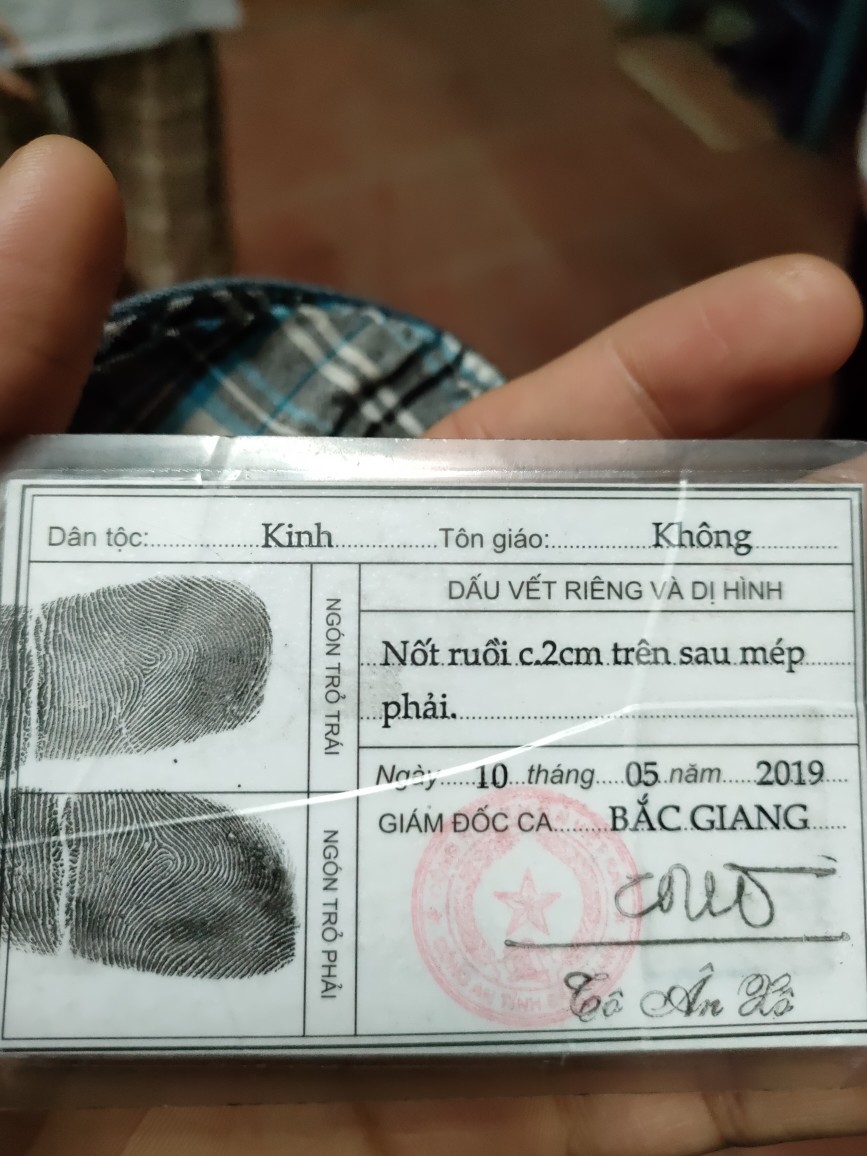 Dân tộc: Kinh Tôn giáo: Không
NGÓN TRỎ TRÁI
DẤU VẾT RIÊNG VÀ DỊ HÌNH
Nốt ruồi c.2cm trên sau mép
phải.
NGÓN TRỎ PHẢI
Ngày 10 tháng 05 năm 2019
GIÁM ĐỐC CA BẮC GIANG
Tô Ân Xô